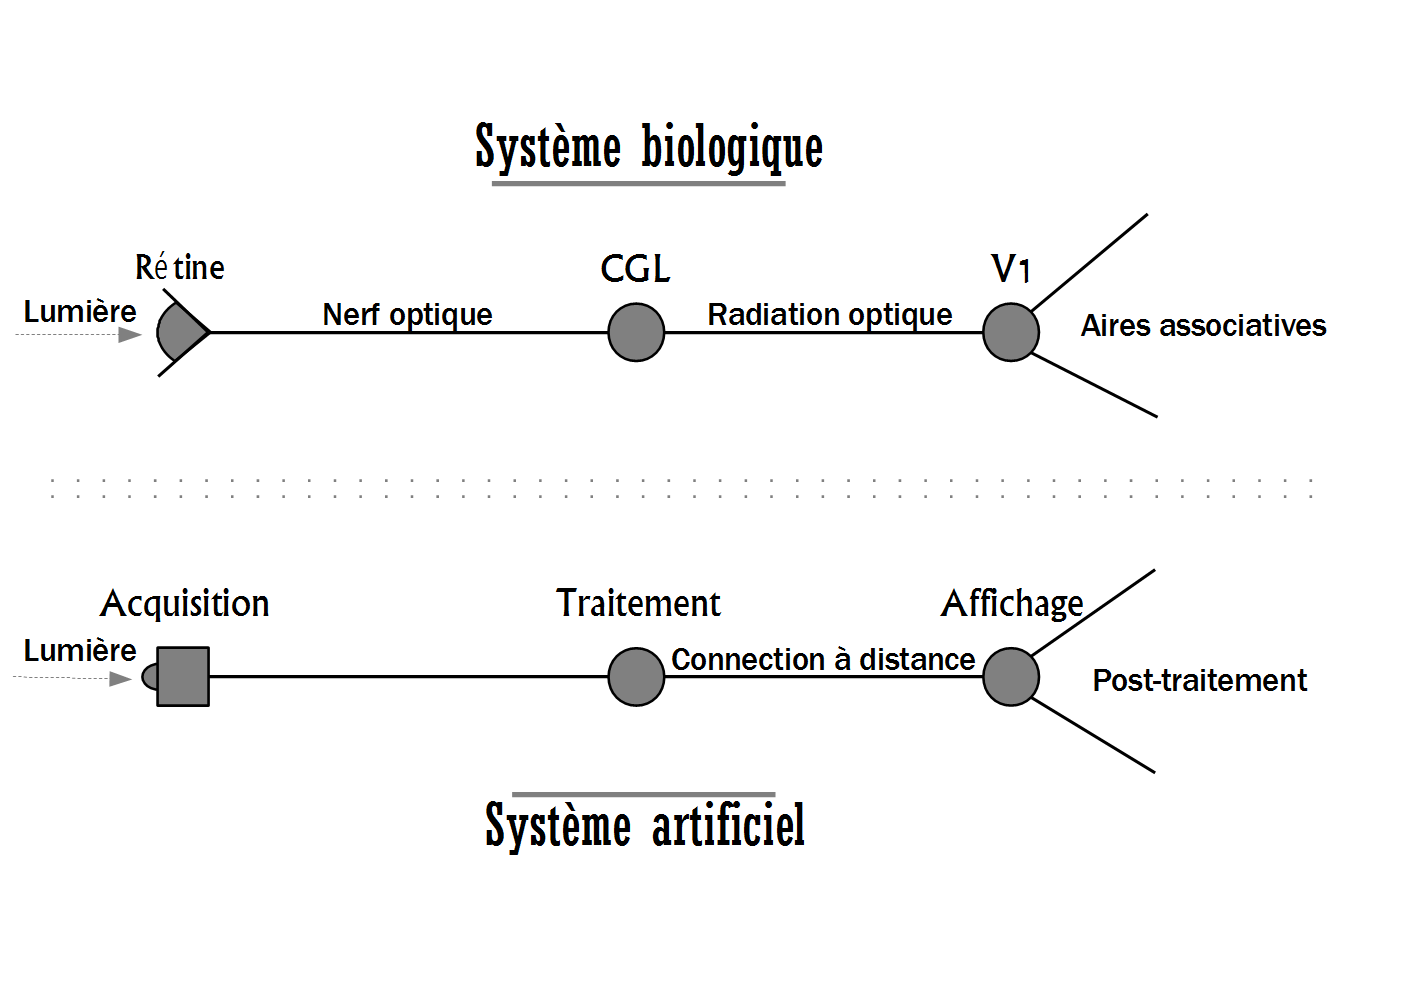 Système biologique
Rétine
CGL
V1
Lumière
Nerf optique
Radiation optique
Aires associatives
Acquisition
Traitement
Affichage
Lumière
Connection à distance
Post-traitement
Système artificiel